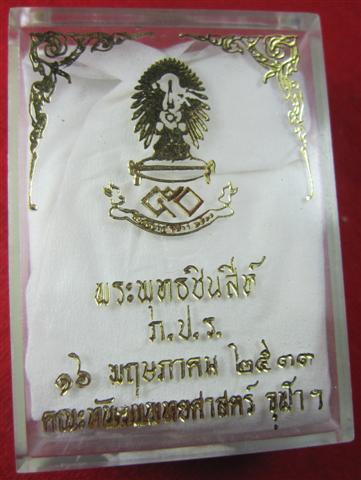 พระพุทธชินสีห์
ภ.ป.ร.
๑๖ พฤษภาคม ๒๕๓๓
คณะทันตแพทยศาสตร์ จุฬาฯ